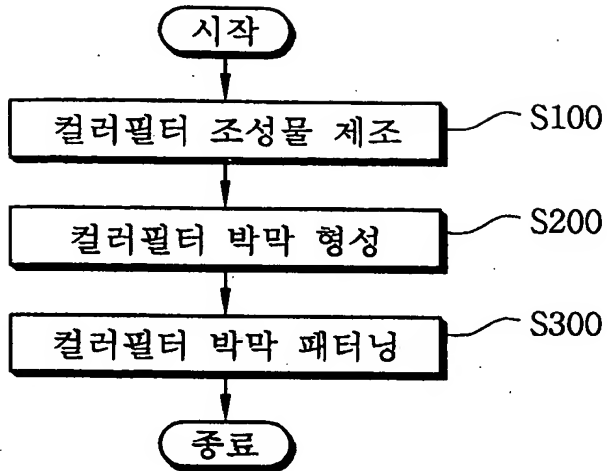 시작
컬러필터 조성물 제조
S100
컬러필터 박막 형성
S200
컬러필터 박막 패터닝
S300
종료